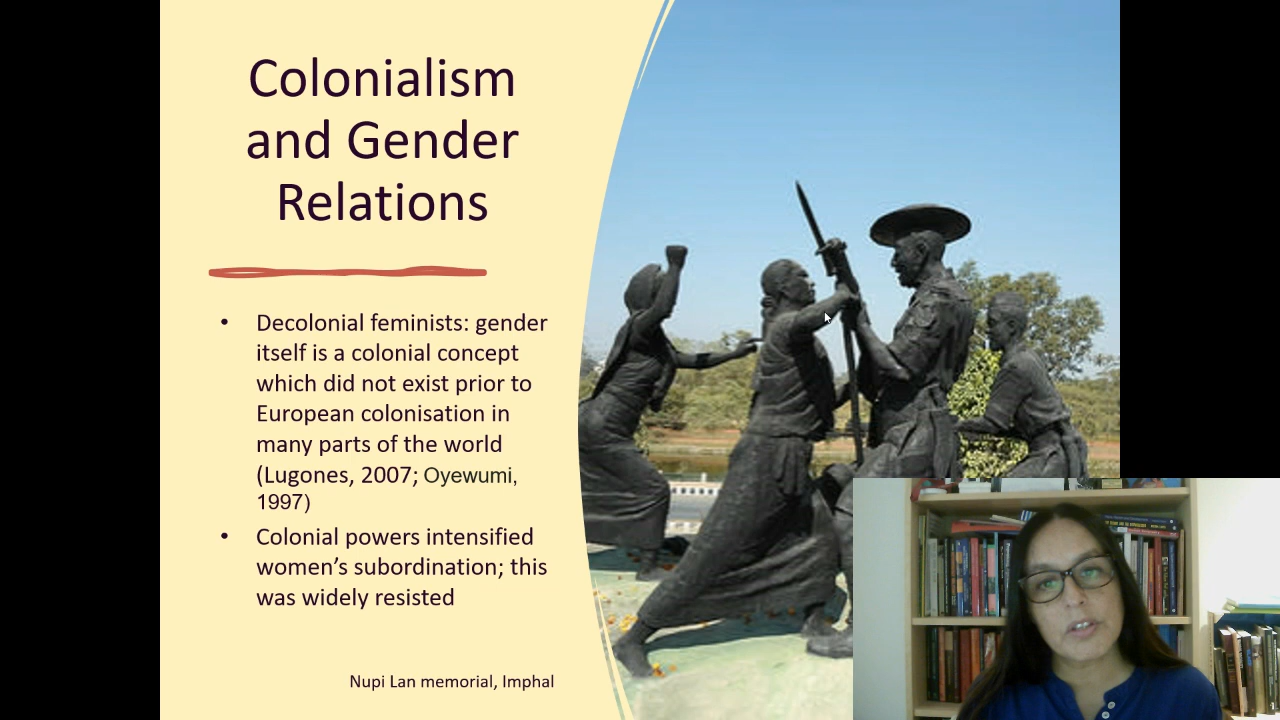 Colonialism
and Gender
Relations
• Decolonial feminists: gender
itself is a colonial concept
which did not exist prior to
European colonisation in
many parts of the world
(Lugones, 2007; Oyewumi,
1997)
• Colonial powers intensified
women’s subordination; this
was widely resisted
Nupi Lan memorial, Imphal